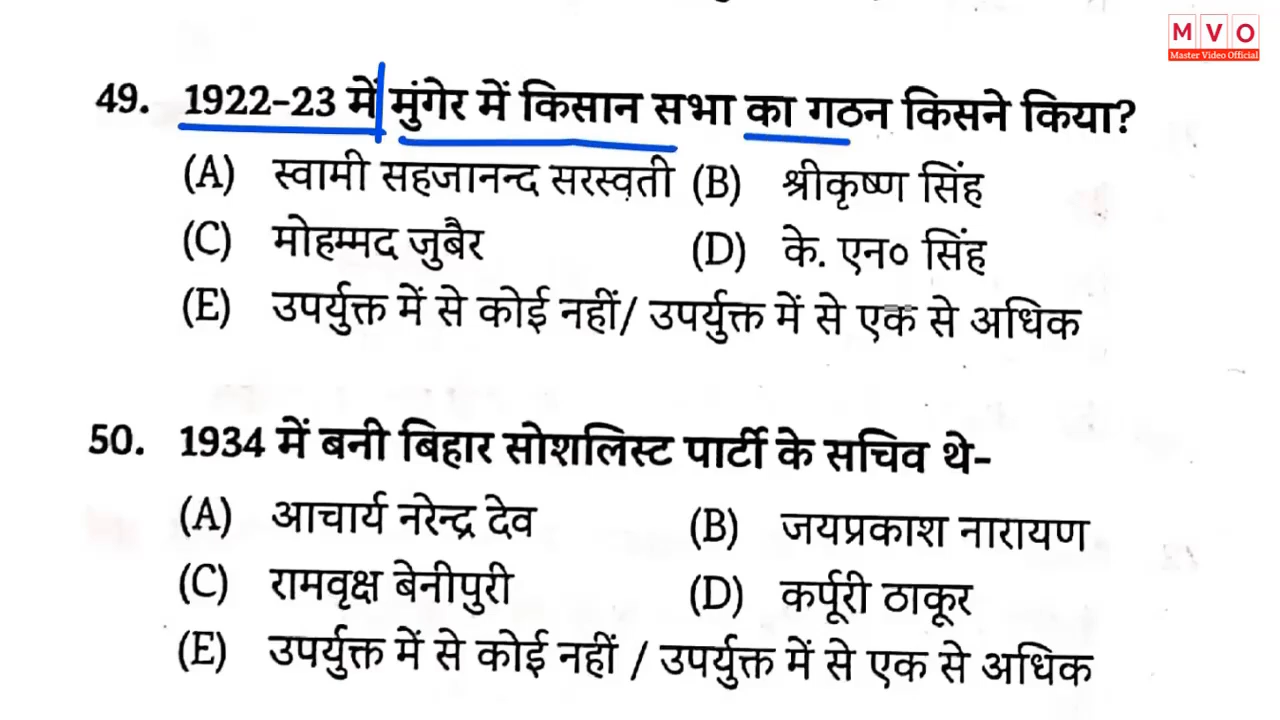 M V O
Master Video Official
49. 1922-23 में मुंगेर में किसान सभा का गठन किसने किया?
(A) स्वामी सहजानन्द सरस्वती (B) श्रीकृष्ण सिंह
(C) मोहम्मद जुबैर (D) के. एन० सिंह
(E) उपर्युक्त में से कोई नहीं/ उपर्युक्त में से एक से अधिक
50. 1934 में बनी बिहार सोशलिस्ट पार्टी के सचिव थे-
(A) आचार्य नरेन्द्र देव (B) जयप्रकाश नारायण
(C) रामवृक्ष बेनीपुरी (D) कर्पूरी ठाकूर
(E) उपर्युक्त में से कोई नहीं / उपर्युक्त में से एक से अधिक